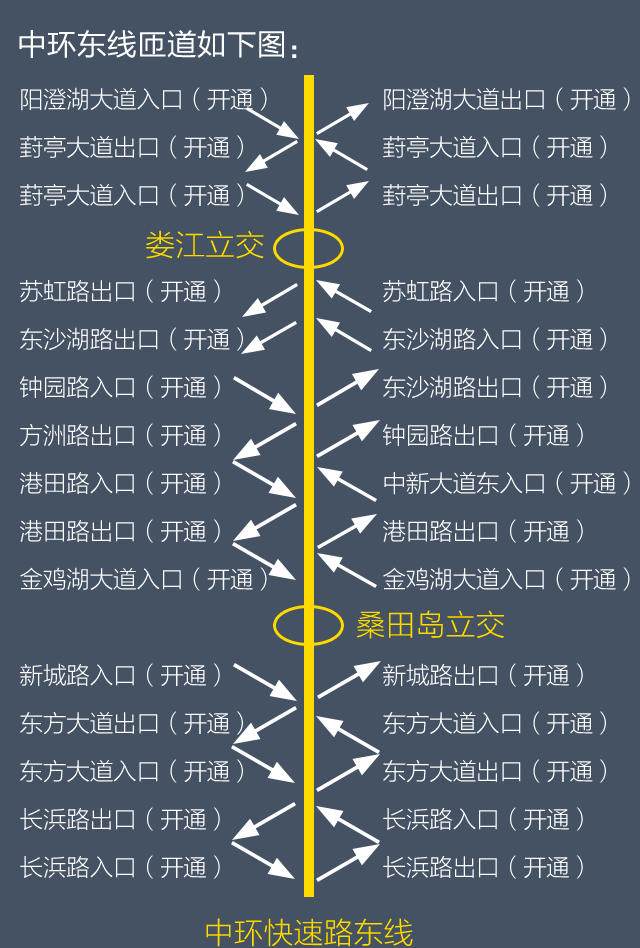 中环东线匝道如下图：
阳澄湖大道入口（开通） 阳澄湖大道出口（开通）
葑亭大道出口（开通） 葑亭大道入口（开通）
葑亭大道入口（开通） 葑亭大道出口（开通）
娄江立交
苏虹路出口（开通） 苏虹路入口（开通）
东沙湖路出口（开通） 东沙湖路入口（开通）
钟园路入口（开通） 东沙湖路出口（开通）
方洲路出口（开通） 钟园路出口（开通）
港田路入口（开通） 中新大道东入口（开通）
港田路出口（开通） 港田路出口（开通）
金鸡湖大道入口（开通） 金鸡湖大道入口（开通）
桑田岛立交
新城路入口（开通） 新城路出口（开通）
东方大道出口（开通） 东方大道入口（开通）
东方大道入口（开通） 东方大道出口（开通）
长浜路出口（开通） 长浜路入口（开通）
长浜路入口（开通） 长浜路出口（开通）
中环快速路东线